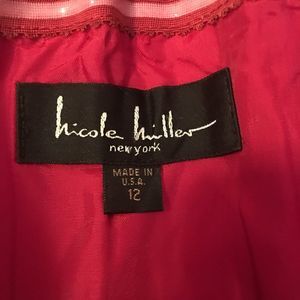 nicole miller
new york
MADE IN
U.S.A.
12